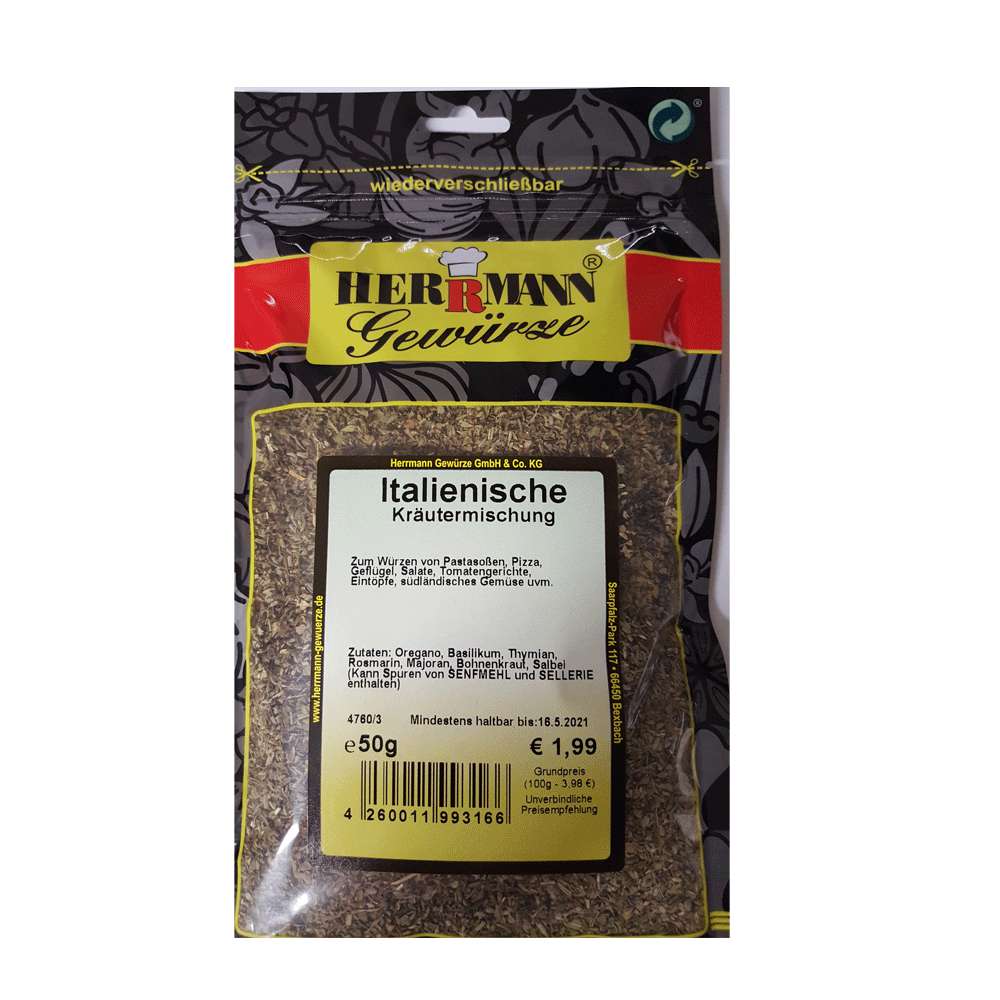 ®
wiederverschließbar
HERRMANN®
Gewürze
Herrmann Gewürze GmbH & Co. KG
Italienische
Kräutermischung
Zum Würzen von Pastasoßen, Pizza,
Geflügel, Salate, Tomatengerichte,
Eintöpfe, südländisches Gemüse uvm.
www.herrmann-gewuerze.de
Saarpfalz-Park 117 • 66450 Bexbach
Zutaten: Oregano, Basilikum, Thymian,
Rosmarin, Majoran, Bohnenkraut, Salbei
(Kann Spuren von SENFMEHL und SELLERIE
enthalten)
4760/3 Mindestens haltbar bis:16.5.2021
e50g € 1,99
Grundpreis
(100g - 3,98 €)
Unverbindliche
Preisempfehlung
4 260011 993166